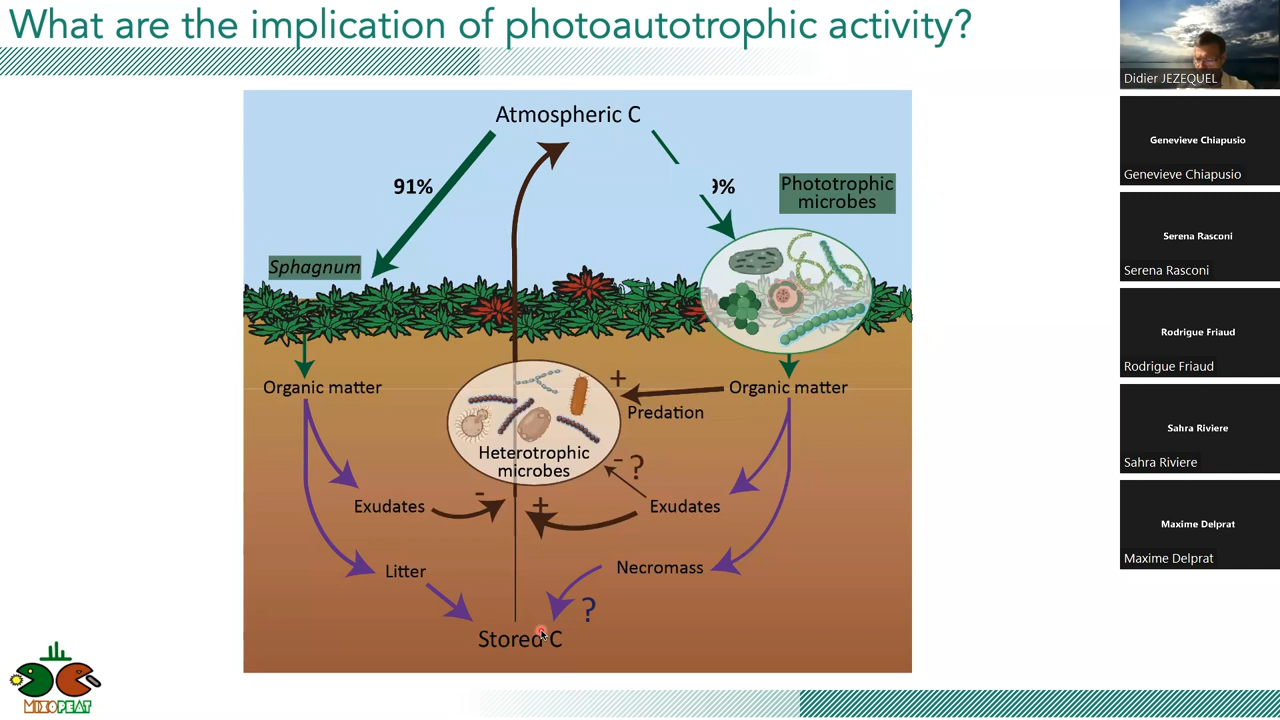 What are the implication of photoautotrophic activity?
Atmospheric C
91%
9%
Phototrophic
microbes
Sphagnum
Organic matter
+
Organic matter
Predation
Heterotrophic
microbes
- ?
Exudates
-
+
Exudates
Litter
Necromass
?
Stored C
MIXOPEAT
Didier JEZEQUEL
Genevieve Chiapusio
Genevieve Chiapusio
Serena Rasconi
Serena Rasconi
Rodrigue Friaud
Rodrigue Friaud
Sahra Riviere
Sahra Riviere
Maxime Delprat
Maxime Delprat